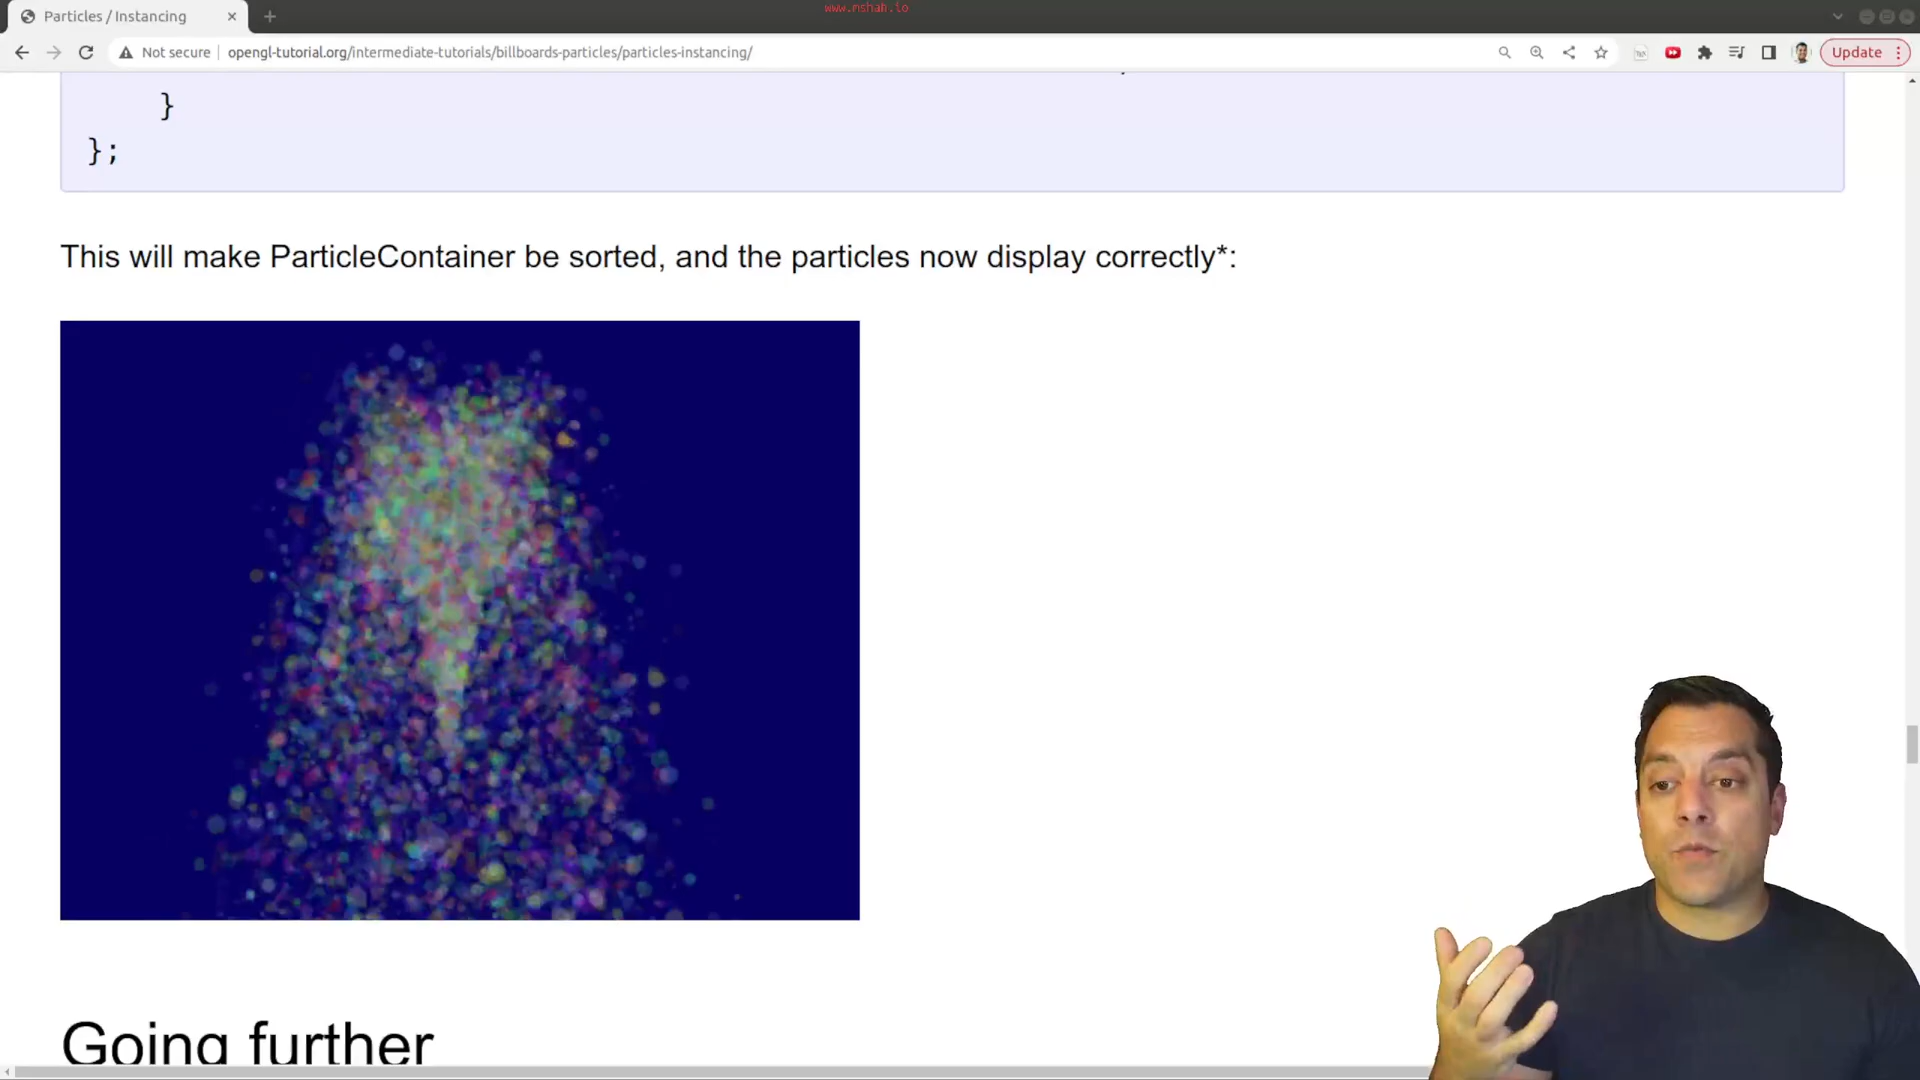 www.mshah.io
Particles / Instancing
Not secure
opengl-tutorial.org/intermediate-tutorials/billboards-particles/particles-instancing/
Update
}
};
This will make ParticleContainer be sorted, and the particles now display correctly*:
Going further